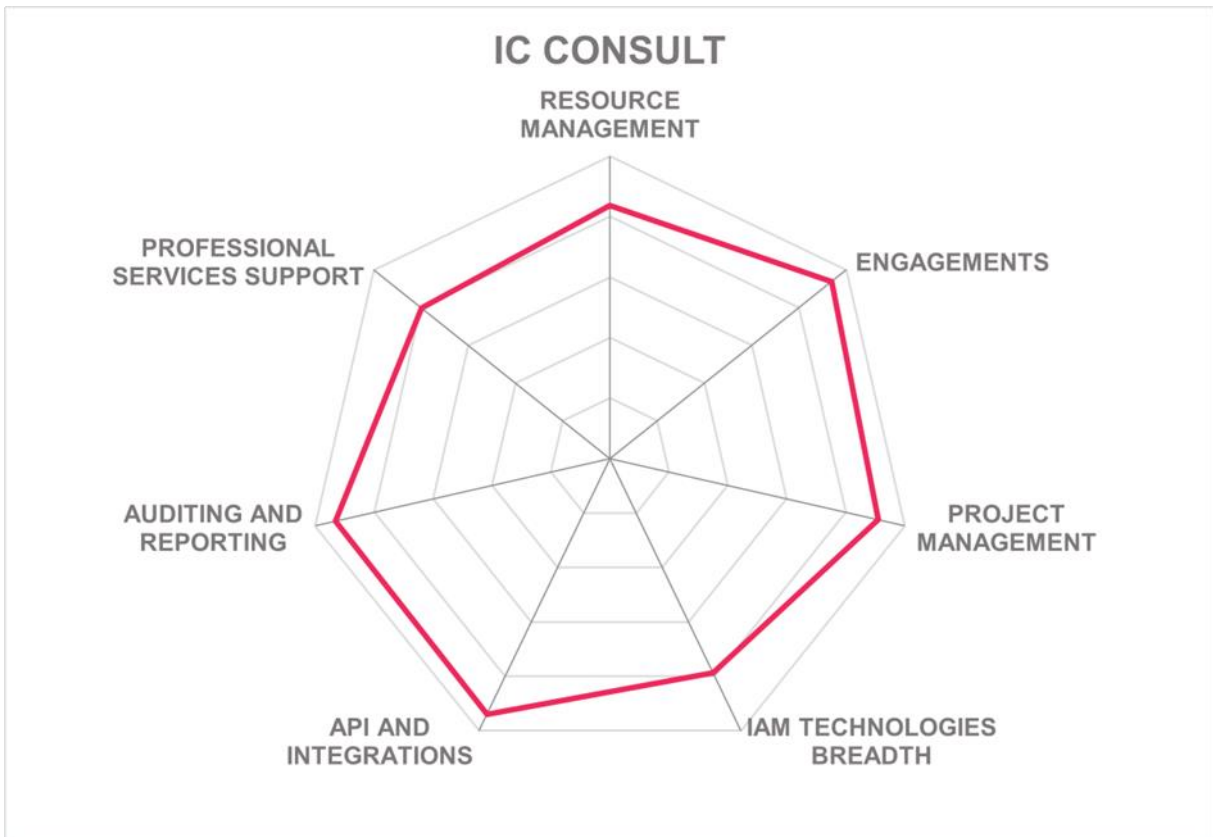 IC CONSULT
RESOURCE
MANAGEMENT
PROFESSIONAL
SERVICES SUPPORT
ENGAGEMENTS
AUDITING AND
REPORTING
PROJECT
MANAGEMENT
API AND
INTEGRATIONS
IAM TECHNOLOGIES
BREADTH